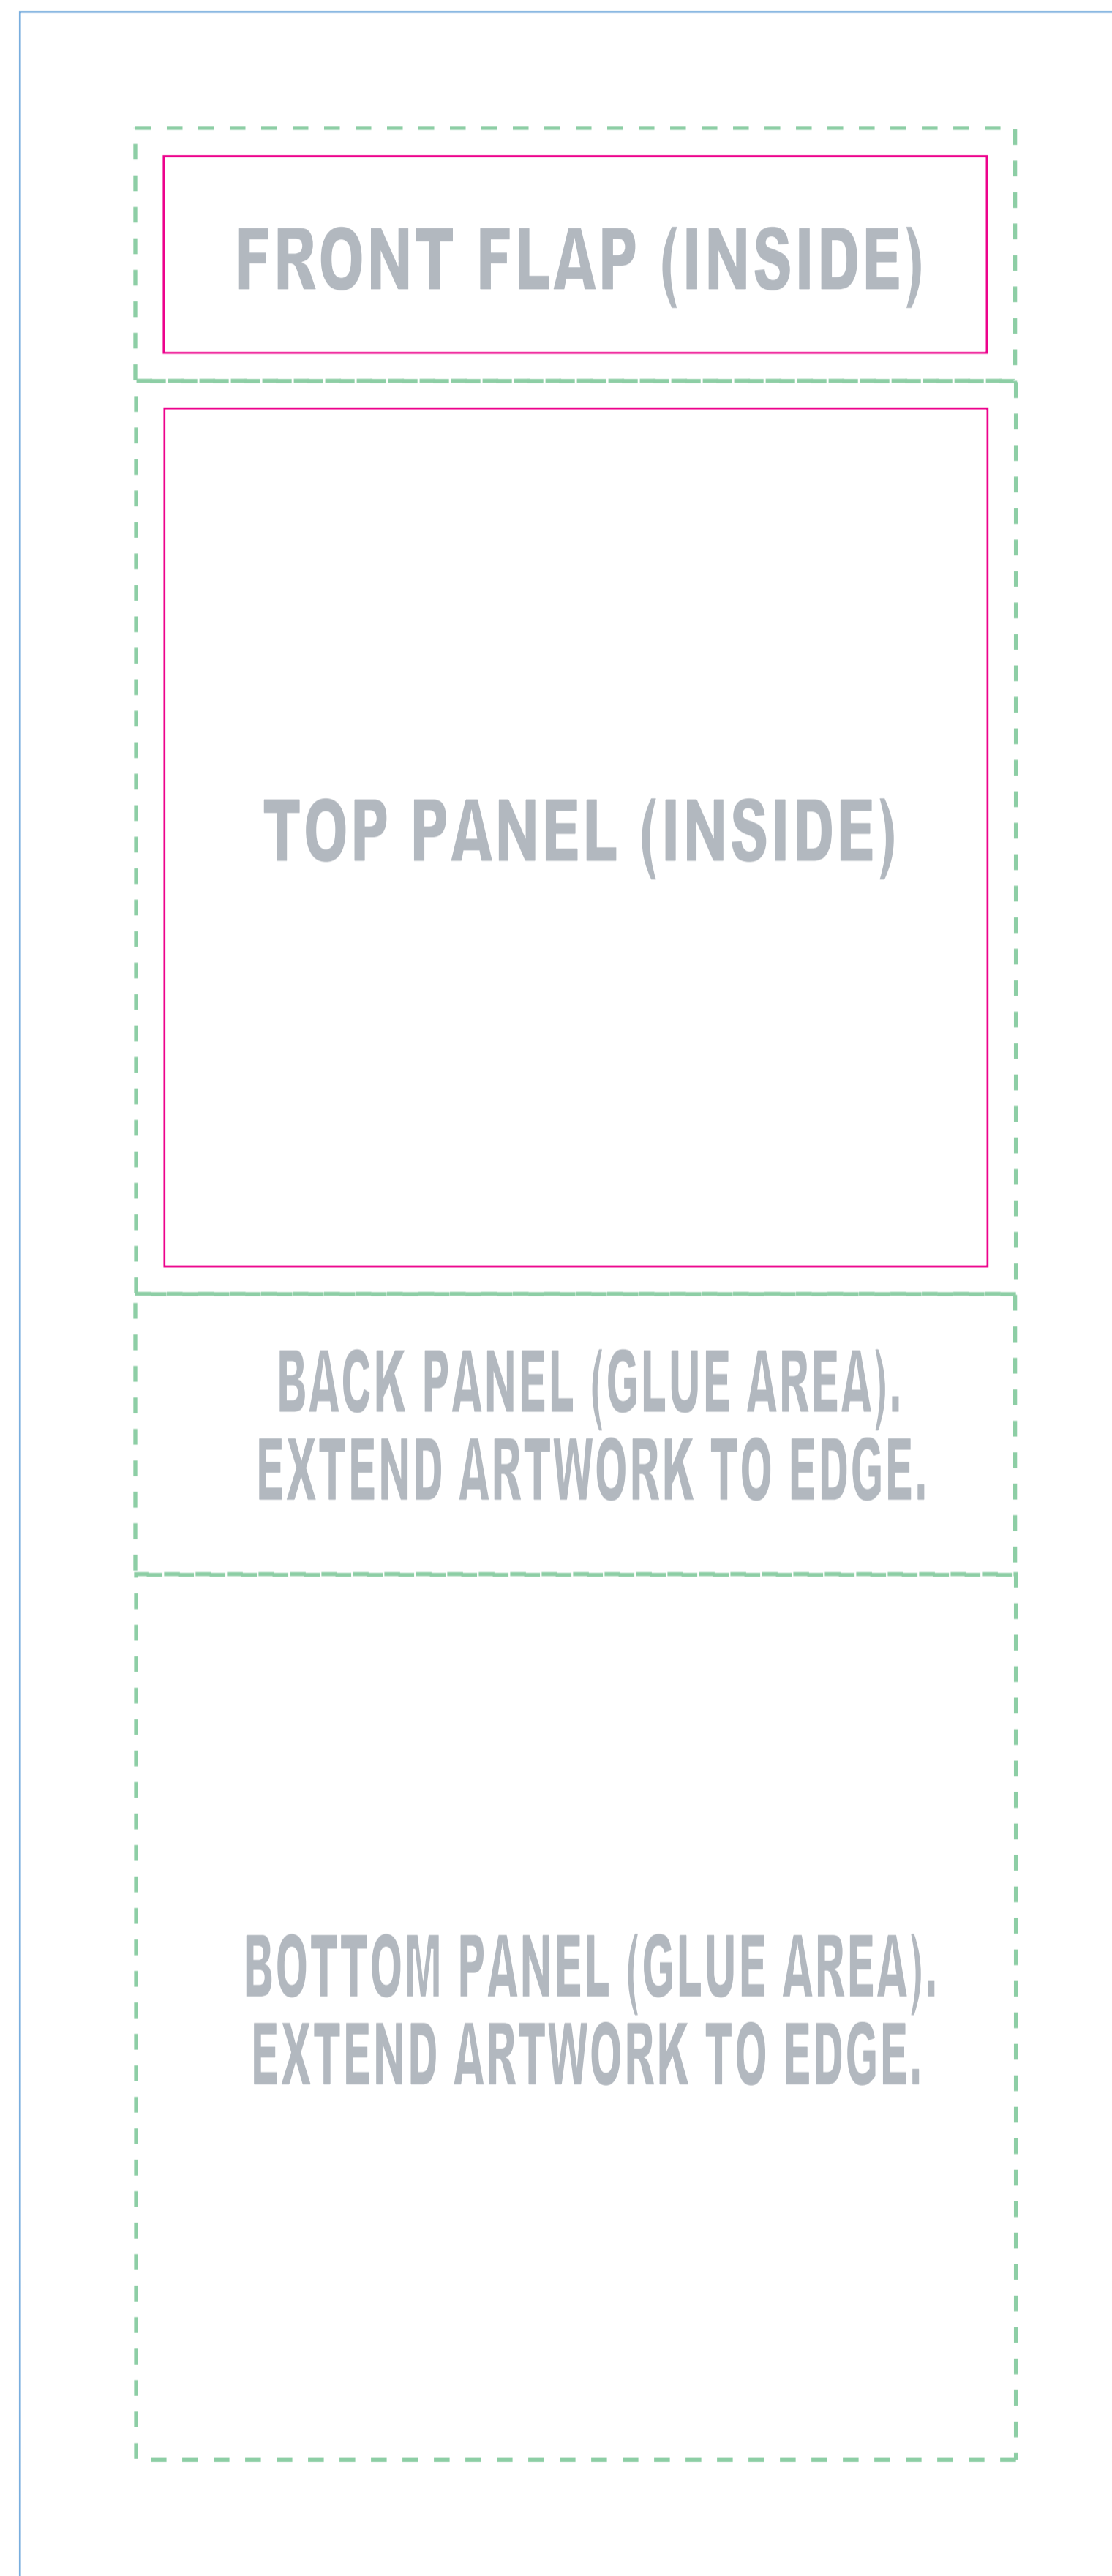 FRONT FLAP (INSIDE)
TOP PANEL (INSIDE)
BACK PANEL (GLUE AREA).
EXTEND ARTWORK TO EDGE.
BOTTOM PANEL (GLUE AREA).
EXTEND ARTWORK TO EDGE.